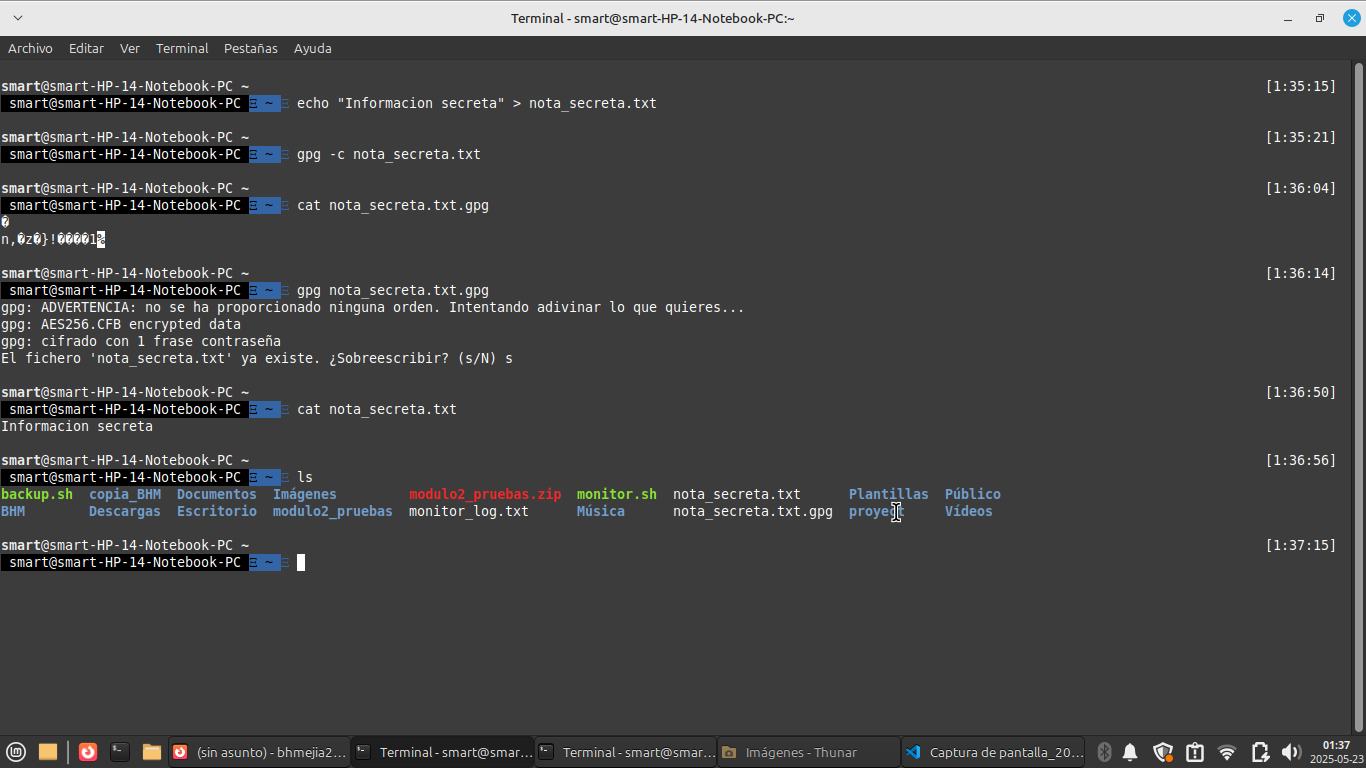 Terminal - smart@smart-HP-14-Notebook-PC:~
Archivo Editar Ver Terminal Pestañas Ayuda
smart@smart-HP-14-Notebook-PC ~ [1:35:15]
smart@smart-HP-14-Notebook-PC ~ echo "Informacion secreta" > nota_secreta.txt
smart@smart-HP-14-Notebook-PC ~ [1:35:21]
smart@smart-HP-14-Notebook-PC ~ gpg -c nota_secreta.txt
smart@smart-HP-14-Notebook-PC ~ [1:36:04]
smart@smart-HP-14-Notebook-PC ~ cat nota_secreta.txt.gpg
�
n,�z�}!����1%
smart@smart-HP-14-Notebook-PC ~ [1:36:14]
smart@smart-HP-14-Notebook-PC ~ gpg nota_secreta.txt.gpg
gpg: ADVERTENCIA: no se ha proporcionado ninguna orden. Intentando adivinar lo que quieres...
gpg: AES256.CFB encrypted data
gpg: cifrado con 1 frase contraseña
El fichero 'nota_secreta.txt' ya existe. ¿Sobreescribir? (s/N) s
smart@smart-HP-14-Notebook-PC ~ [1:36:50]
smart@smart-HP-14-Notebook-PC ~ cat nota_secreta.txt
Informacion secreta
smart@smart-HP-14-Notebook-PC ~ [1:36:56]
smart@smart-HP-14-Notebook-PC ~ ls
backup.sh copia_BHM Documentos Imágenes modulo2_pruebas.zip monitor.sh nota_secreta.txt Plantillas Público
BHM Descargas Escritorio modulo2_pruebas monitor_log.txt Música nota_secreta.txt.gpg proyect Vídeos
smart@smart-HP-14-Notebook-PC ~ [1:37:15]
smart@smart-HP-14-Notebook-PC ~
(sin asunto) - bhmejia2... Terminal - smart@smar... Terminal - smart@smar... Imágenes - Thunar Captura de pantalla_20... 01:37
2025-05-23